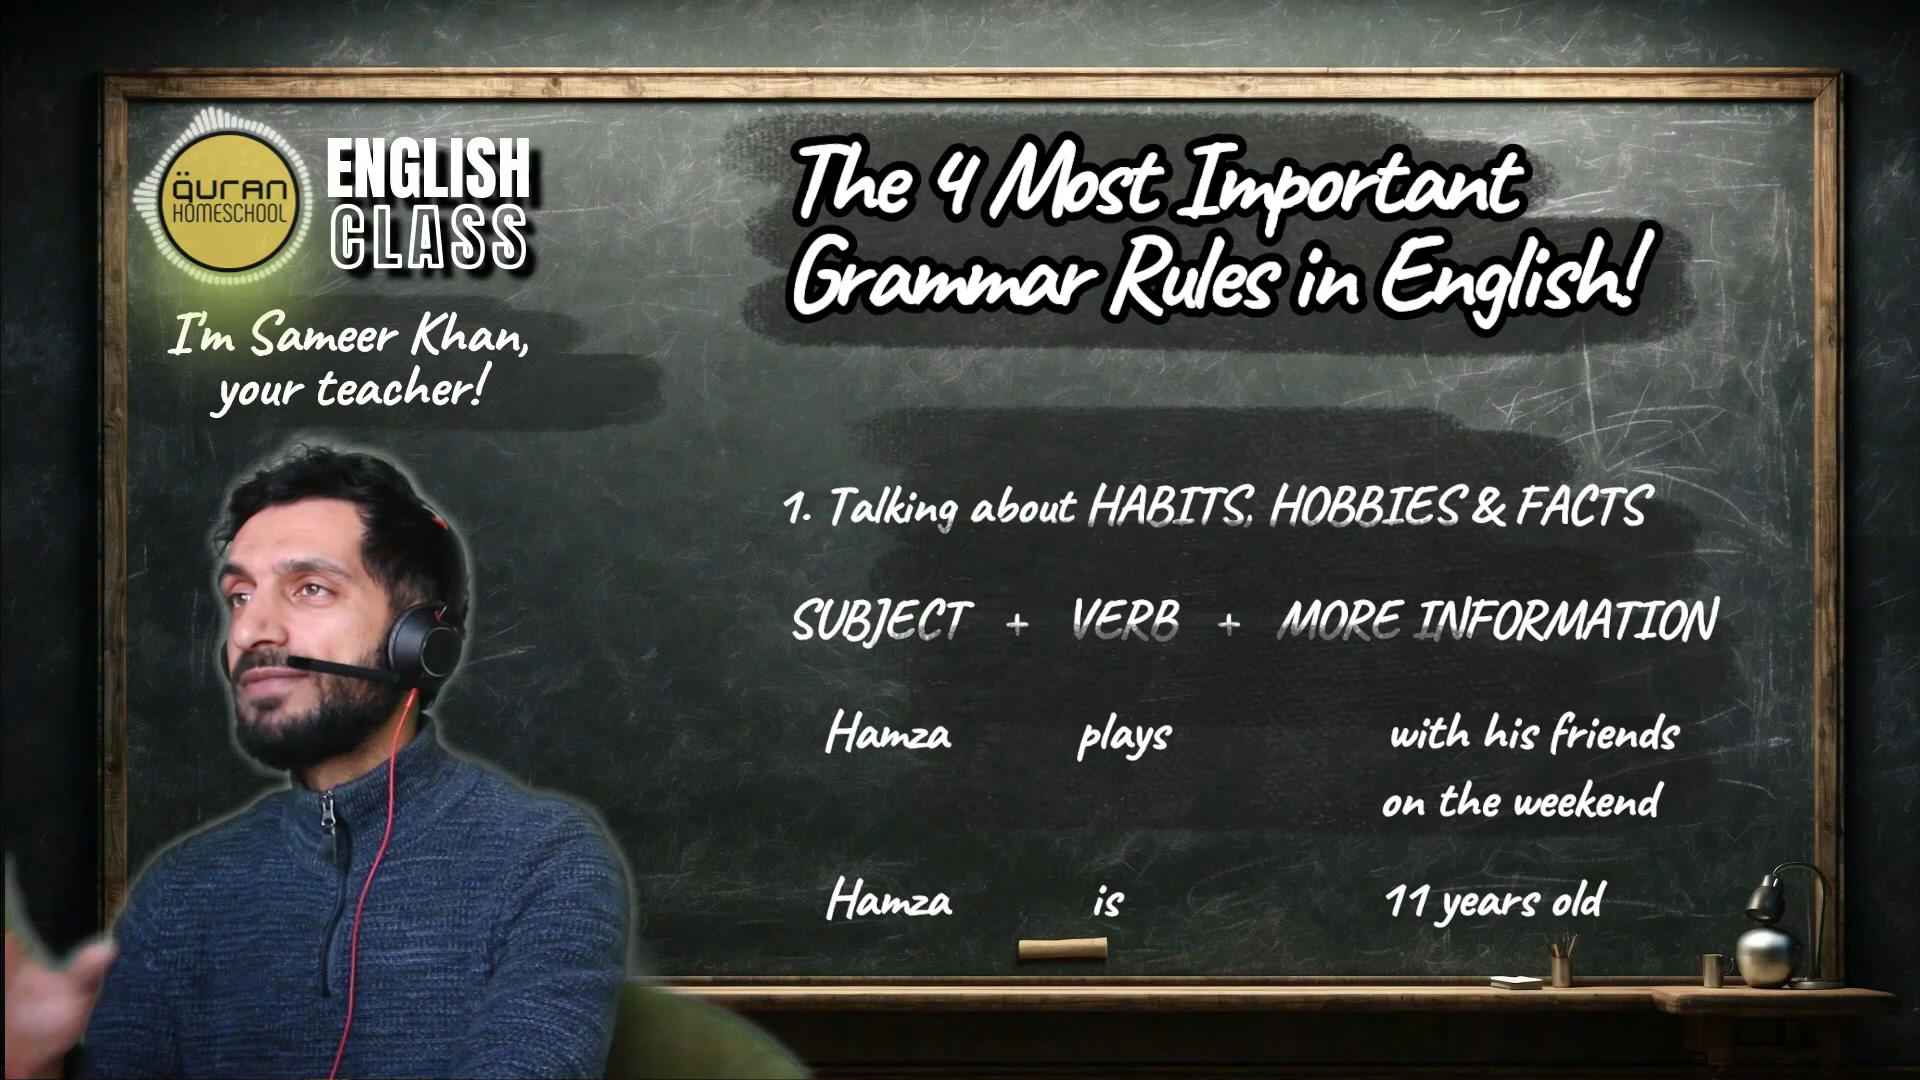 QURAN
HOMESCHOOL
ENGLISH
CLASS
I'm Sameer Khan,
your teacher!
The 4 Most Important
Grammar Rules in English!
1. Talking about HABITS, HOBBIES & FACTS
SUBJECT + VERB + MORE INFORMATION
Hamza plays with his friends
on the weekend
Hamza is 11 years old